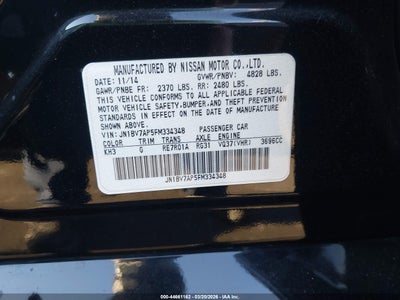 MANUFACTURED BY NISSAN MOTOR CO.,LTD.
DATE: 11/14 GVWR/PNBV: 4828 LBS.
GAWR/PNBE FR: 2370 LBS. RR: 2480 LBS.
THIS VEHICLE CONFORMS TO ALL APPLICABLE FEDERAL
MOTOR VEHICLE SAFETY,BUMPER,AND THEFT PREVENTION
STANDARDS IN EFFECT ON THE DATE OF MANUFACTURE
SHOWN ABOVE.
VIN: JN1BV7AP5FM334348 PASSENGER CAR
COLOR TRIM TRANS AXLE ENGINE
KH3 G RE7R01A RG31 VQ37(VHR) 3696CC
JN1BV7AP5FM334348
000-44661162 - 03/20/2026 - IAA Inc.